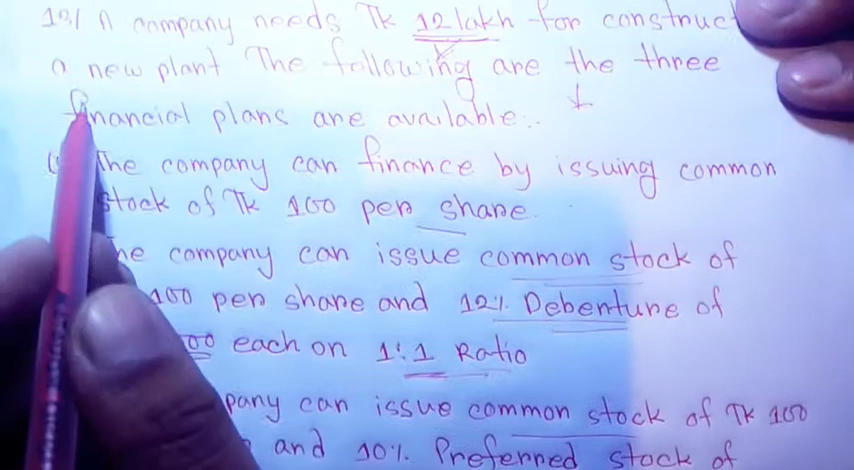 13/ A company needs Tk 12 lakh for construct
a new plant The following are the three
financial plans are available:.
The company can finance by issuing common
stock of Tk 100 per share.
he company can issue common stock of
100 per share and 12% Debenture of
00 each on 1:1 Ratio
pany can issue common stock of Tk 100
and 10% Preferred stock of